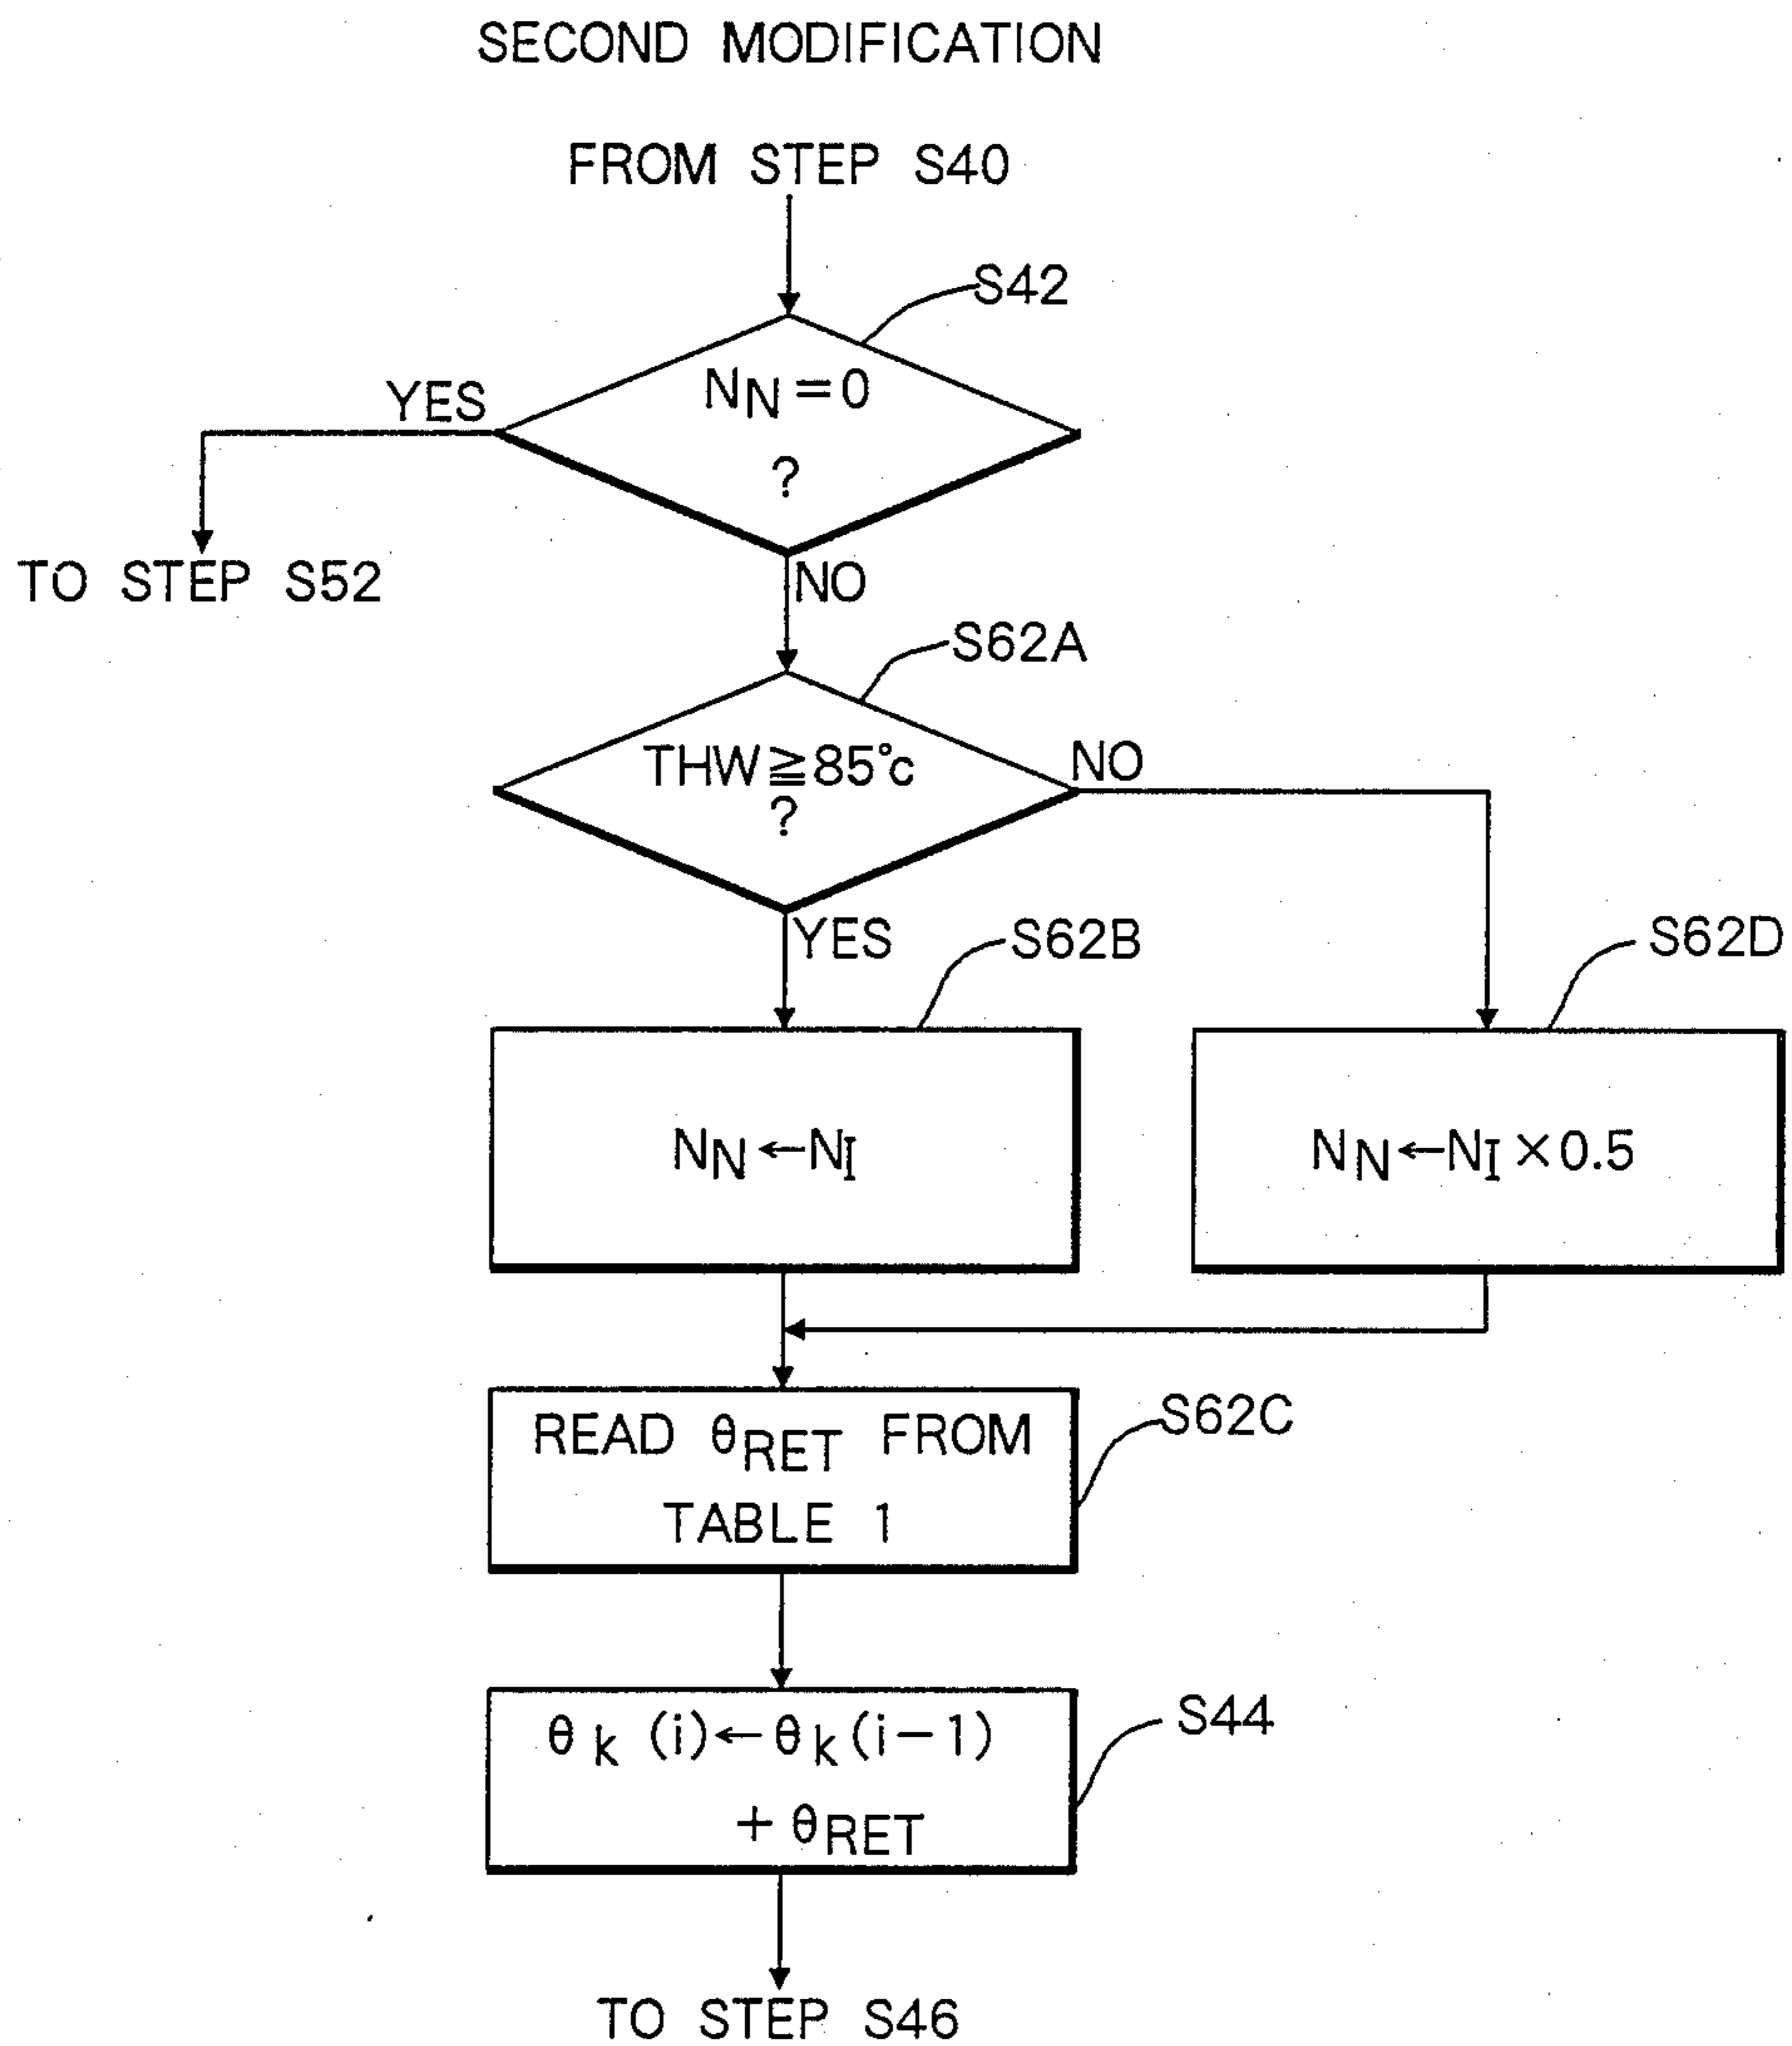 SECOND MODIFICATION
FROM STEP S40
S42
NN=0
?
YES
TO STEP S52
NO
S62A
THW≧85°c
?
NO
YES
S62B
S62D
NN←NI
NN←NI×0.5
READ θRET FROM
TABLE 1
S62C
θk (i)←θk(i−1)
+θRET
S44
TO STEP S46